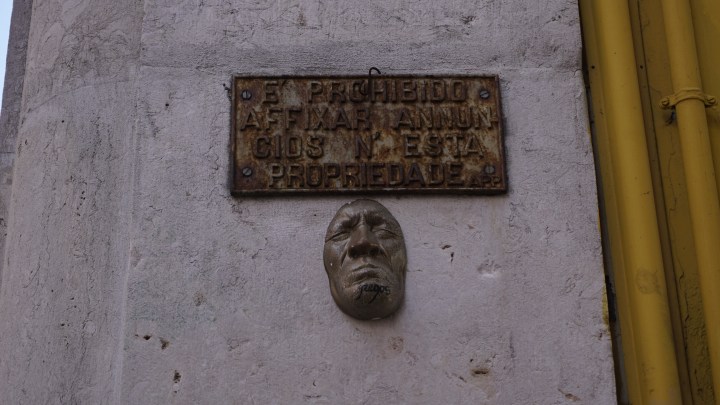 E PROHIBIDO
AFFIXAR ANNUN-
CIOS N' ESTA
PROPRIEDADE